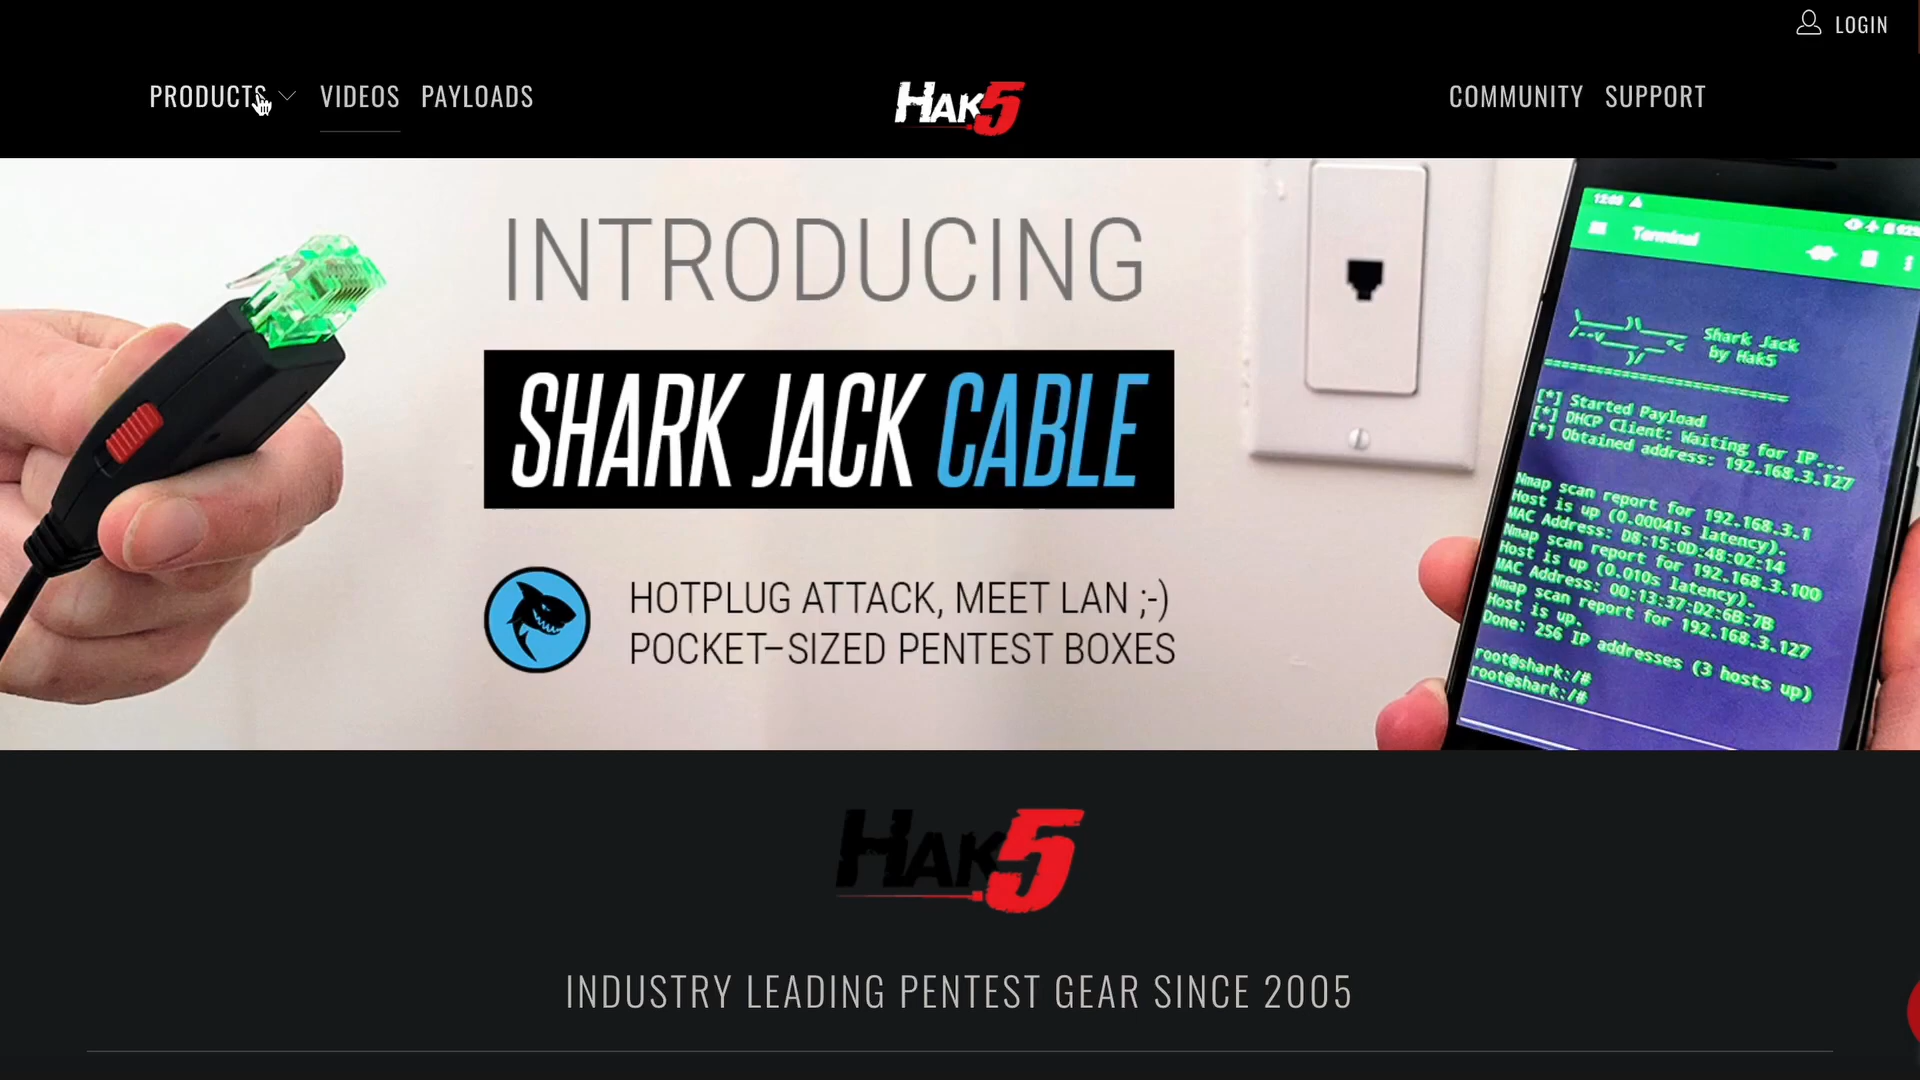 LOGIN
PRODUCTS VIDEOS PAYLOADS
HAK5
COMMUNITY SUPPORT
INTRODUCING
SHARK JACK CABLE
HOTPLUG ATTACK, MEET LAN ;-)
POCKET-SIZED PENTEST BOXES
Terminal
Shark Jack
by Hak5
[*] Started Payload
[*] DHCP Client: Waiting for IP...
[*] Obtained address: 192.168.3.127
Nmap scan report for 192.168.3.1
Host is up (0.00041s latency).
MAC Address: D8:15:0D:48:02:14
Nmap scan report for 192.168.3.100
Host is up (0.010s latency).
MAC Address: 00:13:37:D2:6B:7B
Nmap scan report for 192.168.3.127
Host is up.
Done: 256 IP addresses (3 hosts up)
root@shark:/#
root@shark:/#
HAK5
INDUSTRY LEADING PENTEST GEAR SINCE 2005